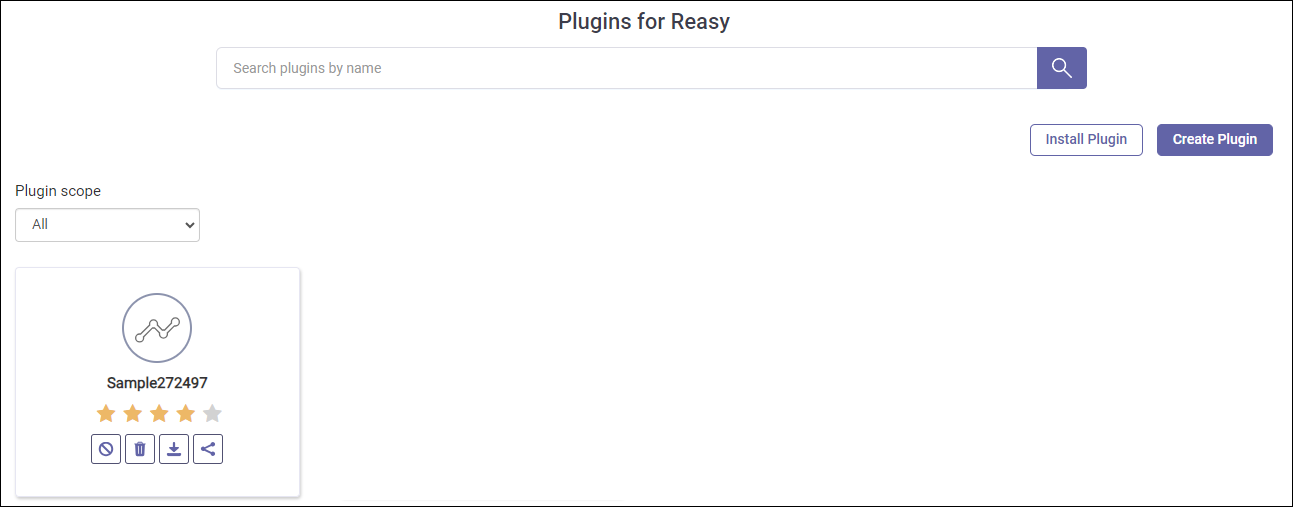 Plugins for Reasy
Search plugins by name
Install Plugin
Create Plugin
Plugin scope
All
Sample272497